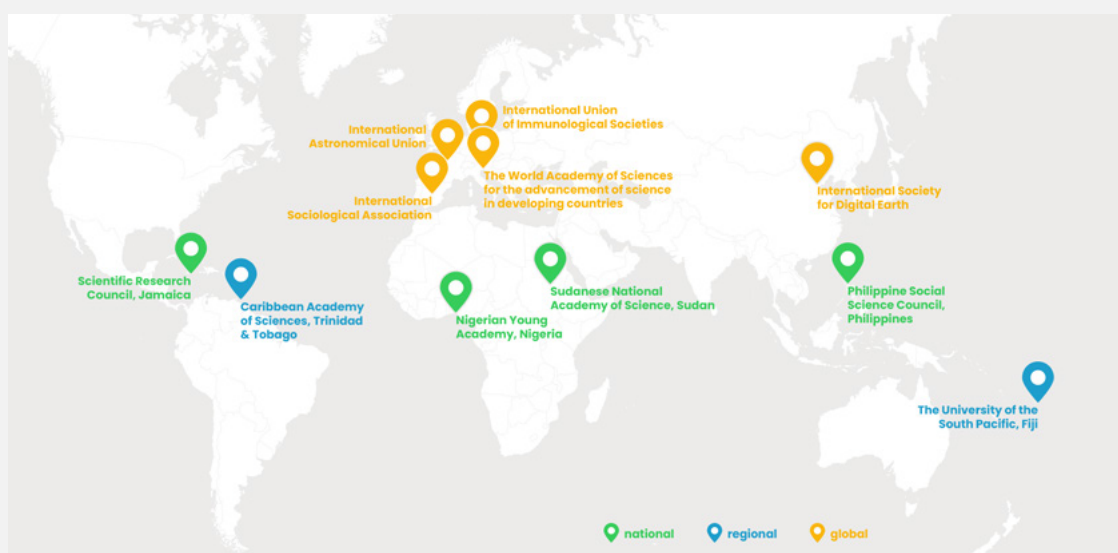 International Union
of Immunological Societies
International
Astronomical Union
The World Academy of Sciences
for the advancement of science
in developing countries
International
Sociological Association
International Society
for Digital Earth
Scientific Research
Council, Jamaica
Caribbean Academy
of Sciences, Trinidad
& Tobago
Sudanese National
Academy of Science, Sudan
Nigerian Young
Academy, Nigeria
Philippine Social
Science Council,
Philippines
The University of the
South Pacific, Fiji
national
regional
global